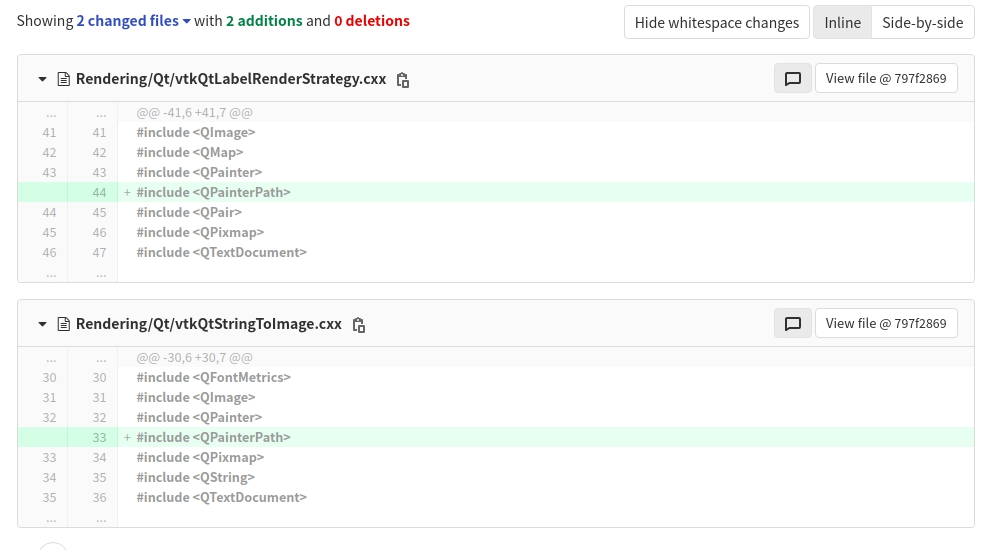 Showing 2 changed files with 2 additions and 0 deletions
Hide whitespace changes Inline Side-by-side
Rendering/Qt/vtkQtLabelRenderStrategy.cxx View file @ 797f2869
... ... @@ -41,6 +41,7 @@
41 41 #include <QImage>
42 42 #include <QMap>
43 43 #include <QPainter>
44 + #include <QPainterPath>
44 45 #include <QPair>
45 46 #include <QPixmap>
46 47 #include <QTextDocument>
... ...
Rendering/Qt/vtkQtStringToImage.cxx View file @ 797f2869
... ... @@ -30,6 +30,7 @@
30 30 #include <QFontMetrics>
31 31 #include <QImage>
32 32 #include <QPainter>
33 + #include <QPainterPath>
33 34 #include <QPixmap>
34 35 #include <QString>
35 36 #include <QTextDocument>
... ...